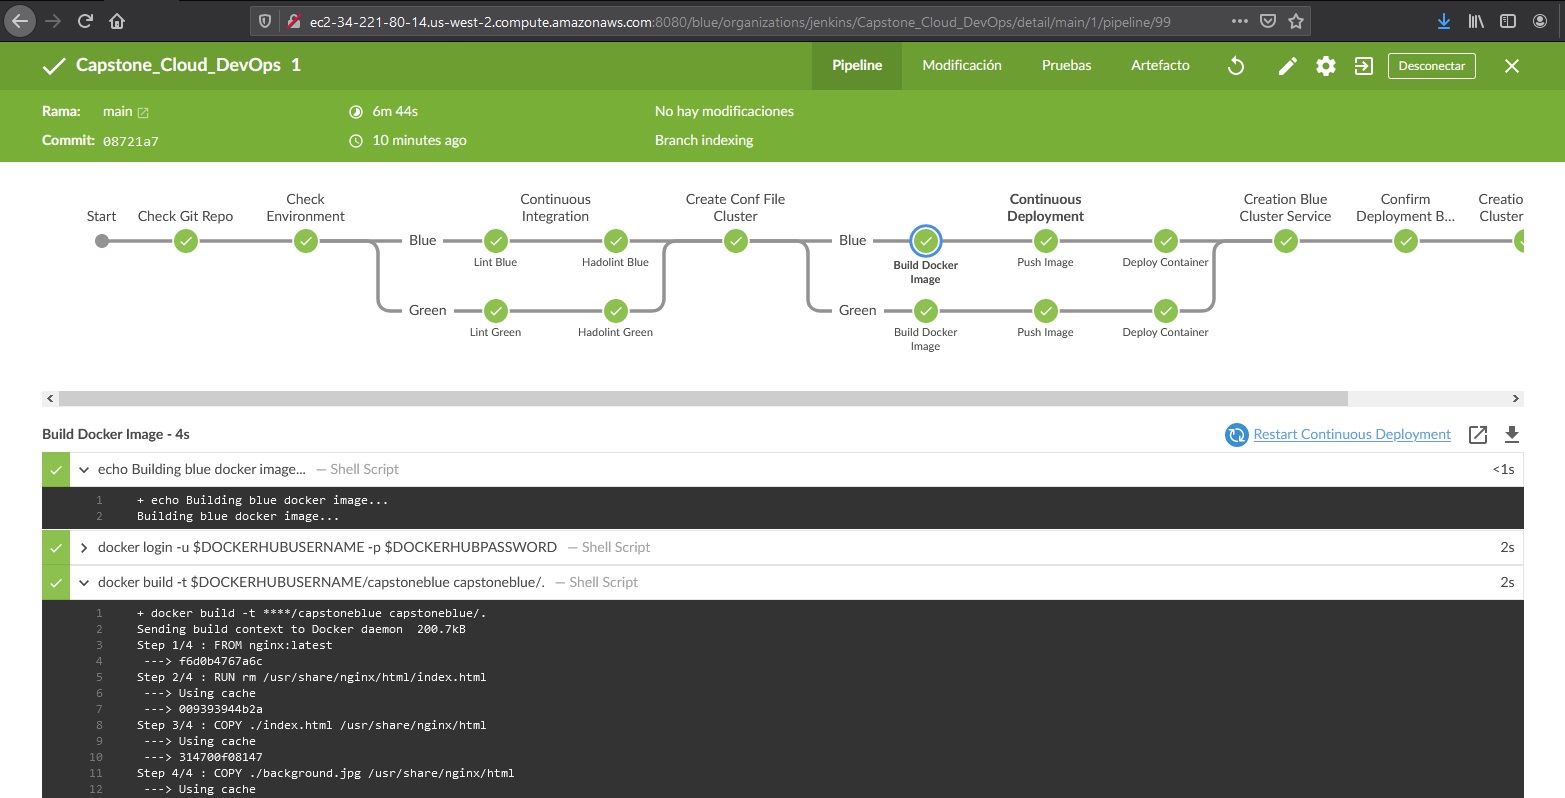 ec2-34-221-80-14.us-west-2.compute.amazonaws.com:8080/blue/organizations/jenkins/Capstone_Cloud_DevOps/detail/main/1/pipeline/99
Capstone_Cloud_DevOps 1
Pipeline Modificación Pruebas Artefacto Desconectar
Rama: main 6m 44s No hay modificaciones
Commit: 08721a7 10 minutes ago Branch indexing
Start
Check Git Repo
Check
Environment
Continuous
Integration
Create Conf File
Cluster
Continuous
Deployment
Creation Blue
Cluster Service
Confirm
Deployment B...
Creatio
Cluster
Blue
Lint Blue
Hadolint Blue
Blue
Build Docker
Image
Push Image
Deploy Container
Green
Lint Green
Hadolint Green
Green
Build Docker
Image
Push Image
Deploy Container
Build Docker Image - 4s
Restart Continuous Deployment
echo Building blue docker image... — Shell Script <1s
1 + echo Building blue docker image...
2 Building blue docker image...
docker login -u $DOCKERHUBUSERNAME -p $DOCKERHUBPASSWORD — Shell Script 2s
docker build -t $DOCKERHUBUSERNAME/capstoneblue capstoneblue/. — Shell Script 2s
1 + docker build -t ****/capstoneblue capstoneblue/.
2 Sending build context to Docker daemon 200.7kB
3 Step 1/4 : FROM nginx:latest
4 ---> f6d0b4767a6c
5 Step 2/4 : RUN rm /usr/share/nginx/html/index.html
6 ---> Using cache
7 ---> 009393944b2a
8 Step 3/4 : COPY ./index.html /usr/share/nginx/html
9 ---> Using cache
10 ---> 314700f08147
11 Step 4/4 : COPY ./background.jpg /usr/share/nginx/html
12 ---> Using cache